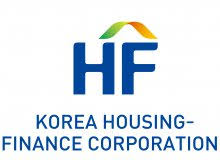 HF
KOREA HOUSING-
FINANCE CORPORATION